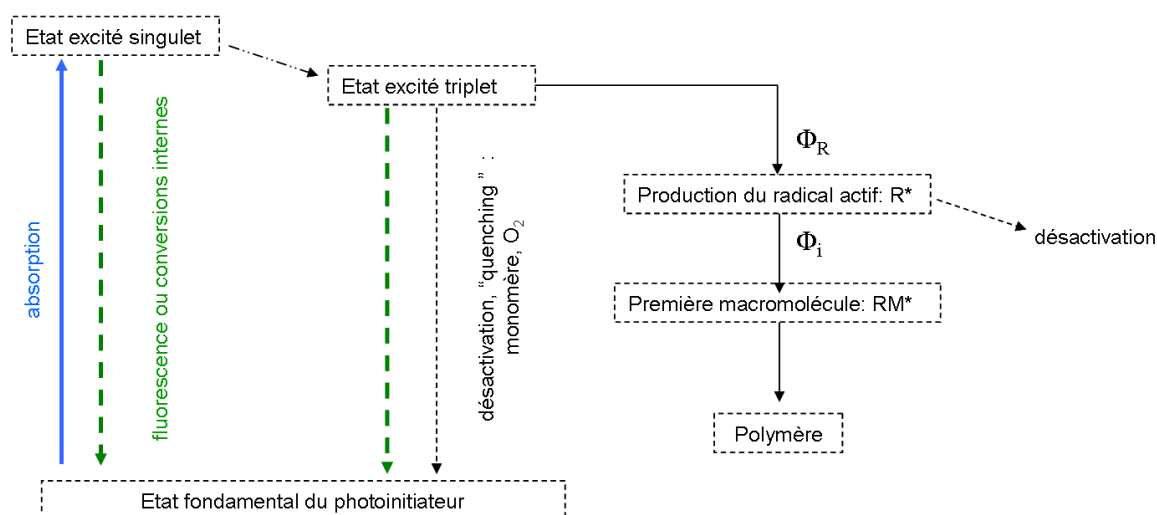 Etat excité singulet
Etat excité triplet
absorption
fluorescence ou conversions internes
désactivation, “quenching” :
monomère, O2
ΦR
Production du radical actif: R*
désactivation
Φi
Première macromolécule: RM*
Polymère
Etat fondamental du photoinitiateur